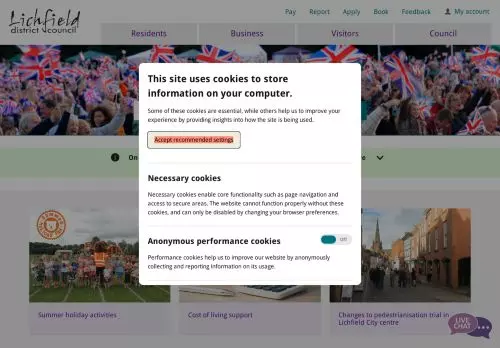 Lichfield
district council
Pay
Report
Apply
Book
Feedback
My account
Residents
Business
Visitors
Council
This site uses cookies to store
information on your computer.
Some of these cookies are essential, while others help us to improve your
experience by providing insights into how the site is being used.
Accept recommended settings
Necessary cookies
Necessary cookies enable core functionality such as page navigation and
access to secure areas. The website cannot function properly without these
cookies, and can only be disabled by changing your browser preferences.
Anonymous performance cookies
Off
Performance cookies help us to improve our website by anonymously
collecting and reporting information on its usage.
On
Summer holiday activities
Cost of living support
Changes to pedestrianisation trial in
Lichfield City centre
LIVE
CHAT